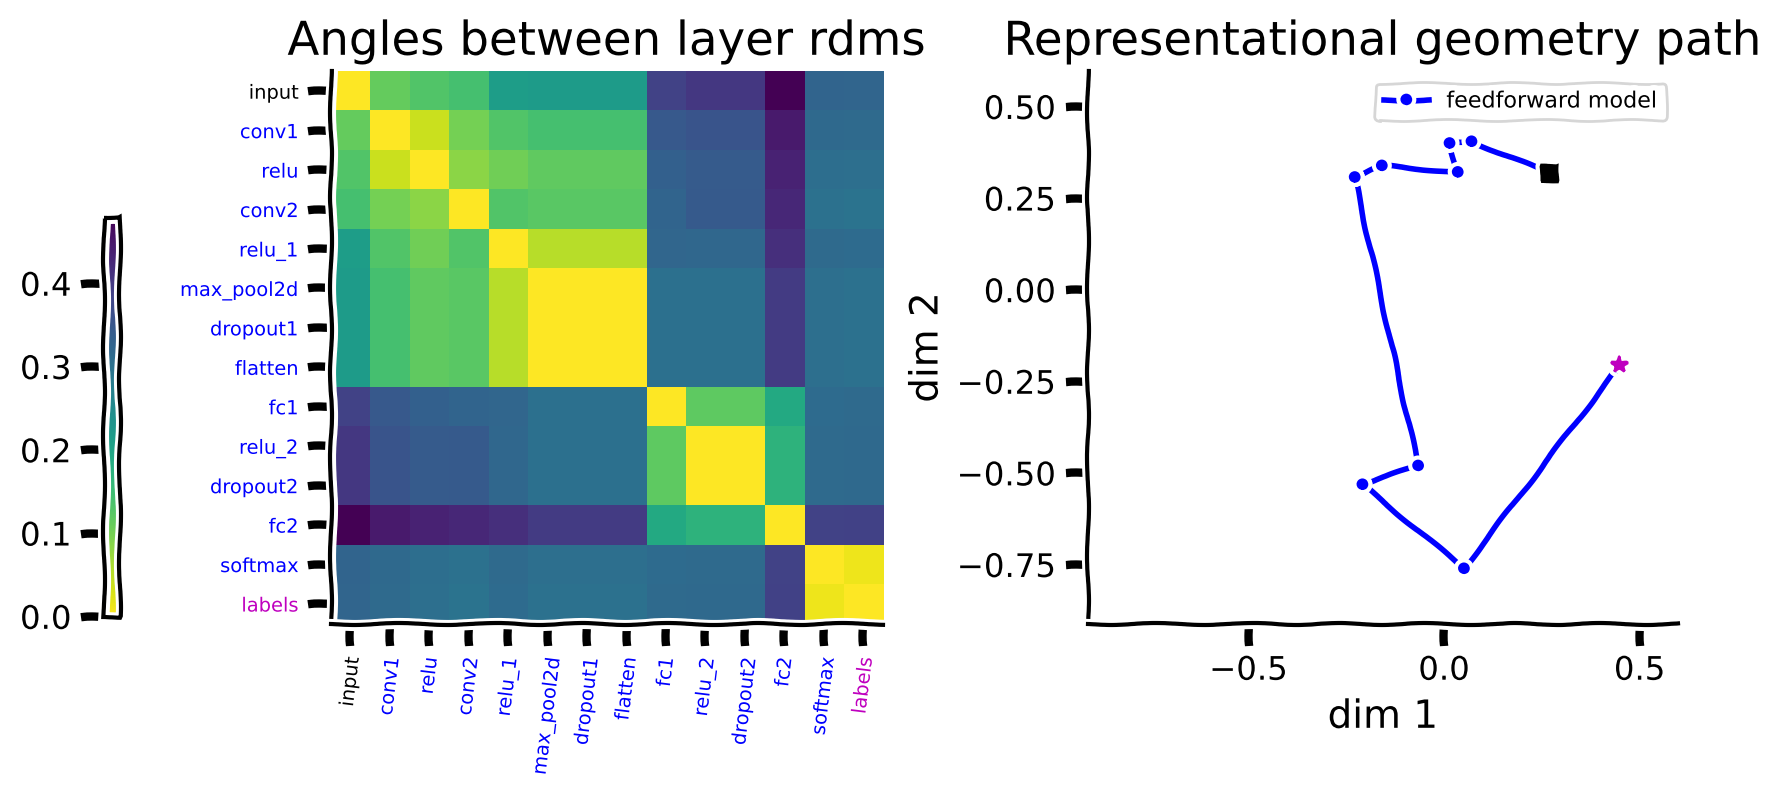 Angles between layer rdms
input
conv1
relu
conv2
relu_1
max_pool2d
dropout1
flatten
fc1
relu_2
dropout2
fc2
softmax
labels
input
conv1
relu
conv2
relu_1
max_pool2d
dropout1
flatten
fc1
relu_2
dropout2
fc2
softmax
labels
0.4
0.3
0.2
0.1
0.0
Representational geometry path
feedforward model
dim 2
0.50
0.25
0.00
−0.25
−0.50
−0.75
−0.5
0.0
0.5
dim 1